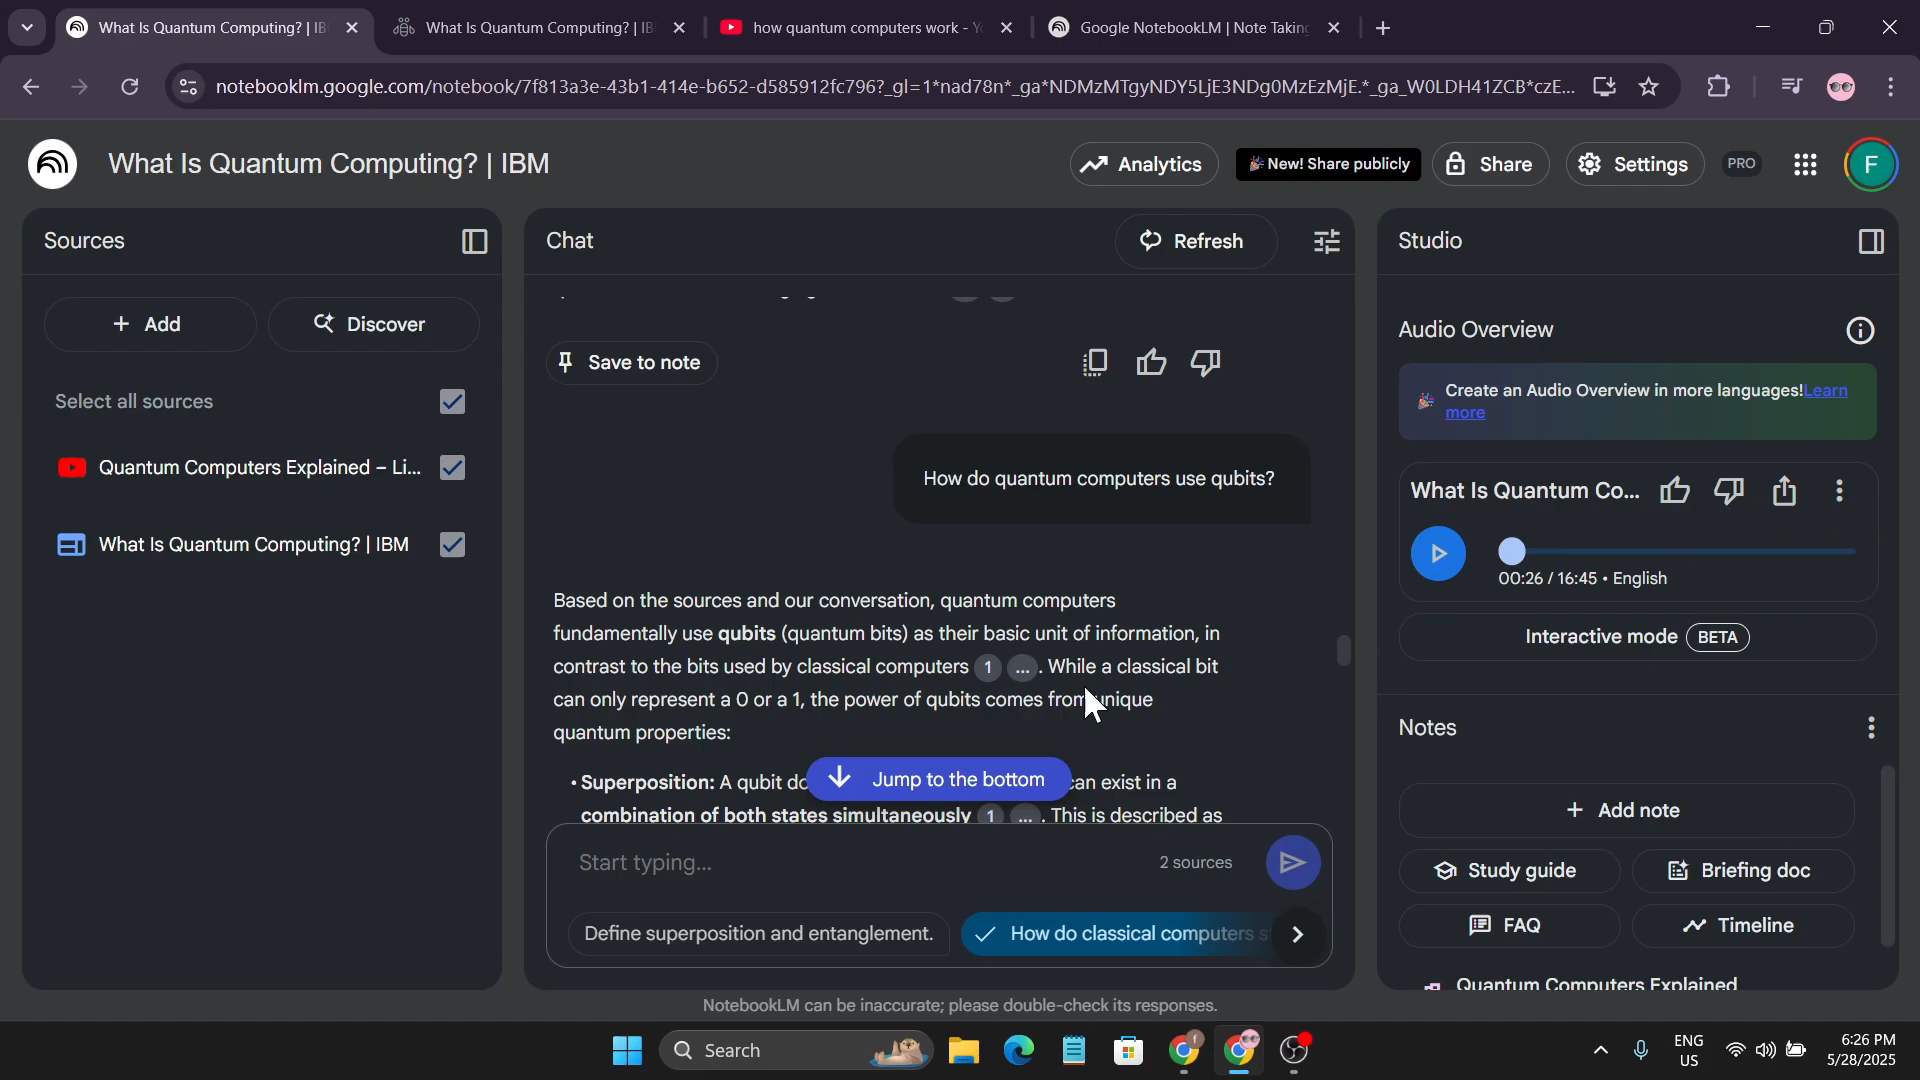 What Is Quantum Computing? | IB
What Is Quantum Computing? | IB
how quantum computers work - Y
Google NotebookLM | Note Taking
notebooklm.google.com/notebook/7f813a3e-43b1-414e-b652-d585912fc796?_gl=1*nad78n*_ga*NDMzMTgyNDY5LjE3NDg0MzEzMjE.*_ga_W0LDH41ZCB*czE...
What Is Quantum Computing? | IBM
Analytics
New! Share publicly
Share
Settings
PRO
F
Sources
Add
Discover
Select all sources
Quantum Computers Explained – Li...
What Is Quantum Computing? | IBM
Chat
Refresh
Save to note
How do quantum computers use qubits?
Based on the sources and our conversation, quantum computers
fundamentally use qubits (quantum bits) as their basic unit of information, in
contrast to the bits used by classical computers 1 ... . While a classical bit
can only represent a 0 or a 1, the power of qubits comes from unique
quantum properties:
• Superposition: A qubit do can exist in a
combination of both states simultaneously 1 ... . This is described as
Jump to the bottom
Start typing...
2 sources
Define superposition and entanglement.
How do classical computers s
NotebookLM can be inaccurate; please double-check its responses.
Studio
Audio Overview
Create an Audio Overview in more languages!Learn
more
What Is Quantum Co...
00:26 / 16:45 • English
Interactive mode BETA
Notes
Add note
Study guide
Briefing doc
FAQ
Timeline
Quantum Computers Explained
Search
ENG
US
6:26 PM
5/28/2025